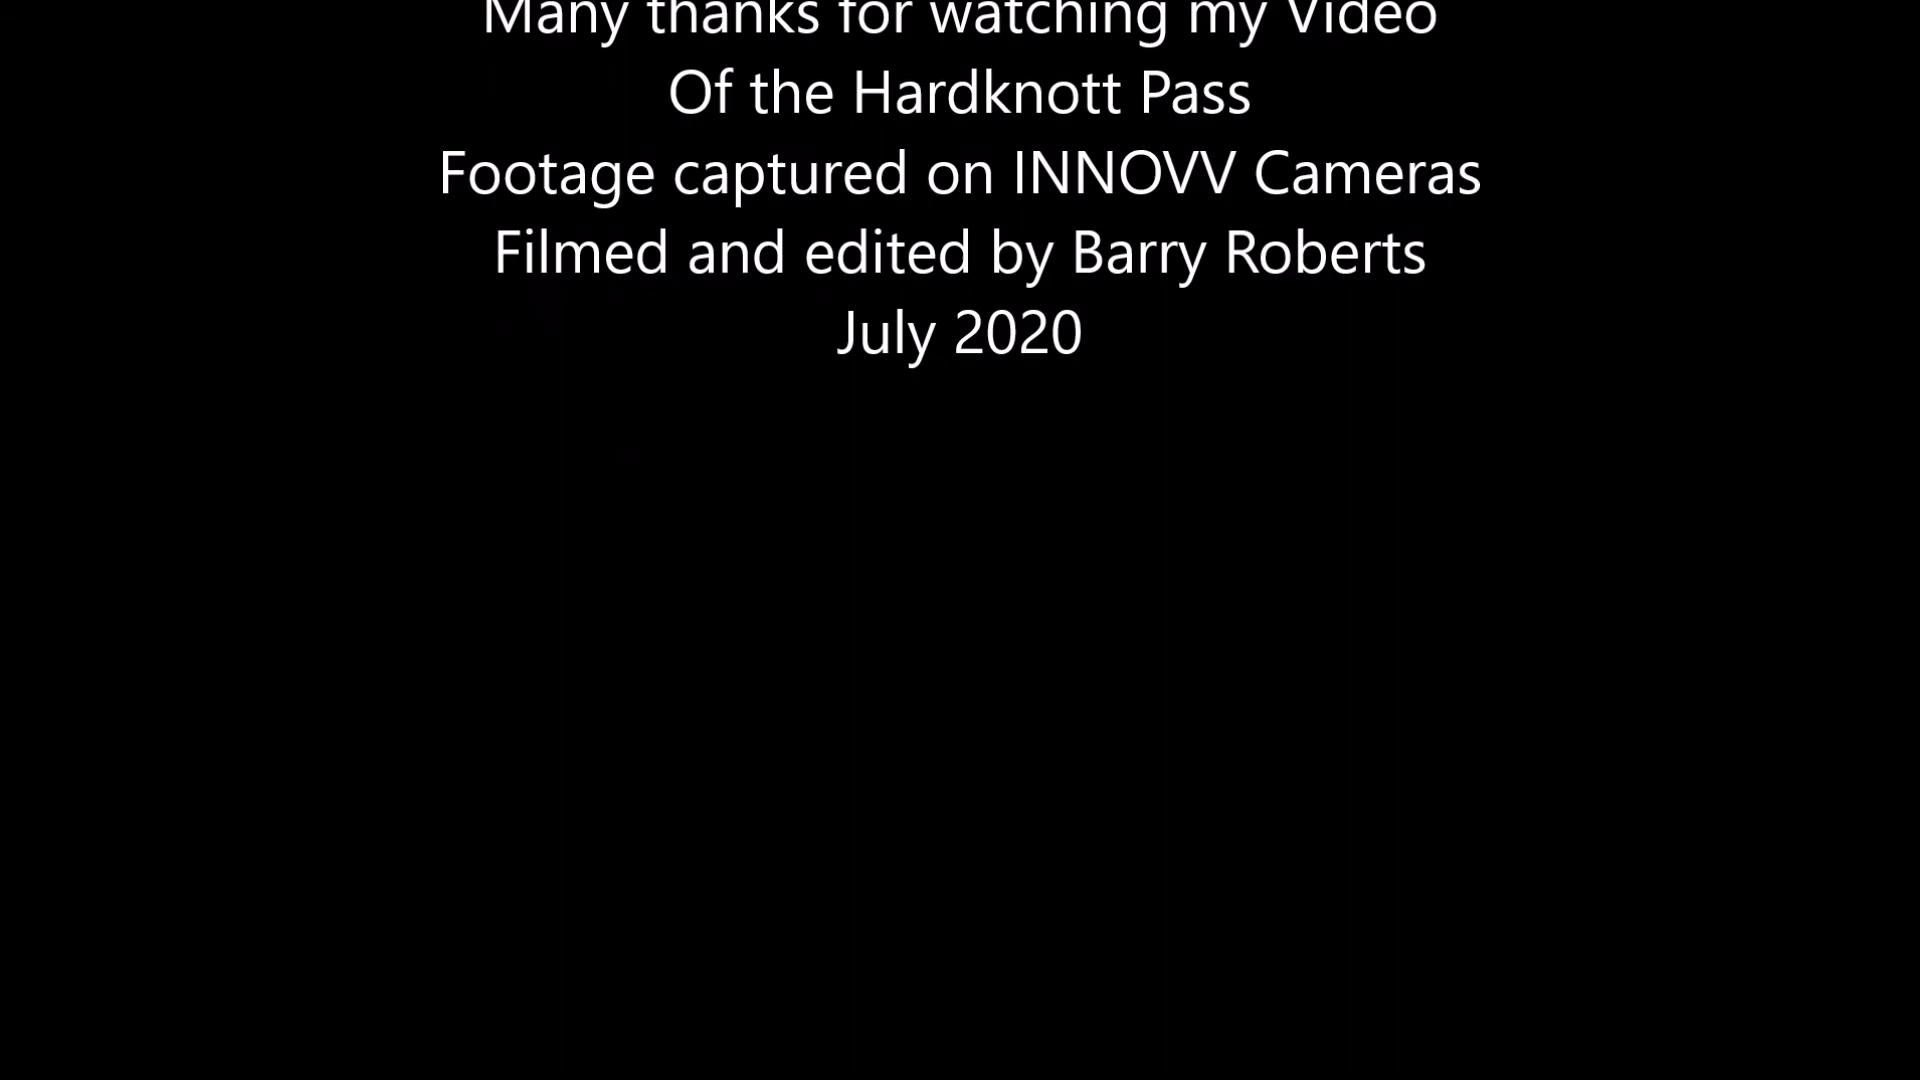 Many thanks for watching my Video
Of the Hardknott Pass
Footage captured on INNOVV Cameras
Filmed and edited by Barry Roberts
July 2020